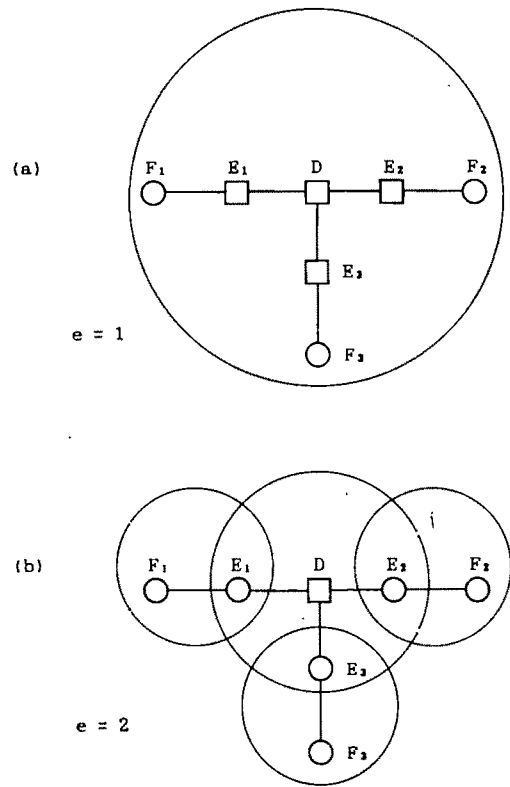 (a)
F₁ E₁ D E₂ F₂
E₃
e = 1
F₃
(b)
F₁ E₁ D E₂ F₂
E₃
e = 2
F₃